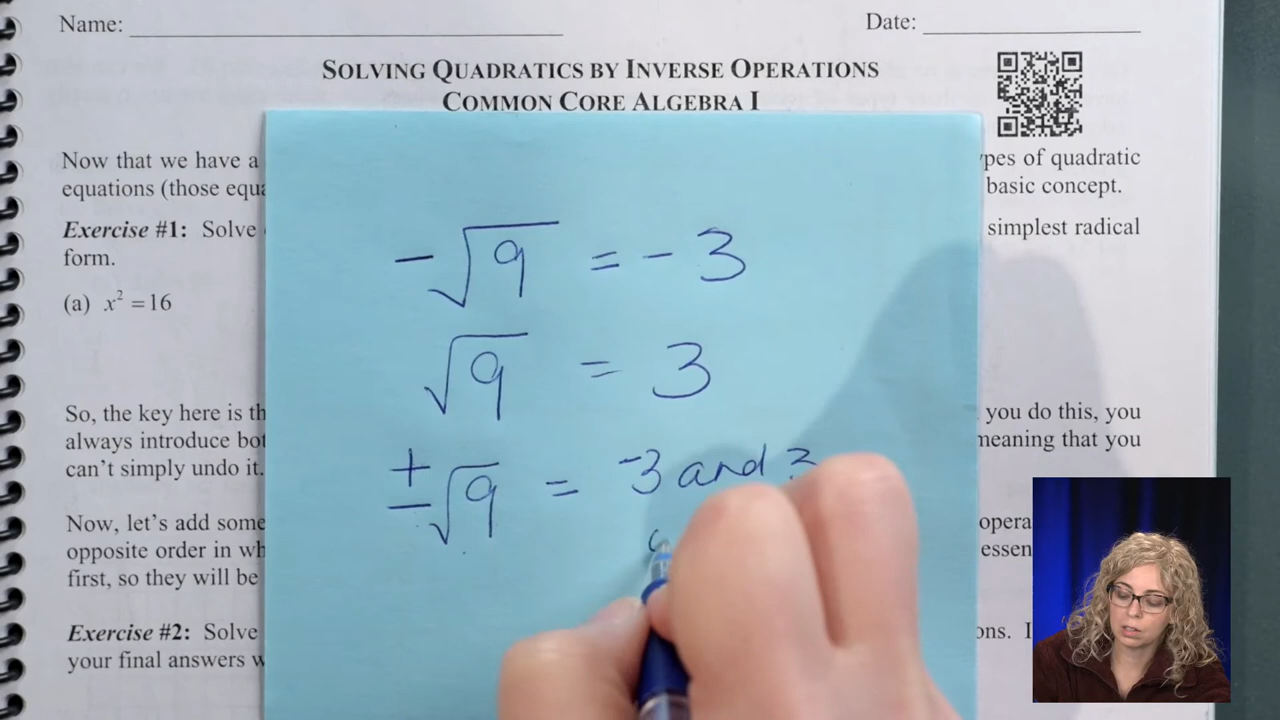 Name: Date:
SOLVING QUADRATICS BY INVERSE OPERATIONS
COMMON CORE ALGEBRA I
Now that we have a ypes of quadratic
equations (those equa basic concept.
Exercise #1: Solve simplest radical
form.
(a) x² = 16
-√9 = -3
√9 = 3
±√9 = -3 and 3
So, the key here is th you do this, you
always introduce bot meaning that you
can't simply undo it.
Now, let's add some opera
opposite order in wh essen
first, so they will be
Exercise #2: Solve ons. I
your final answers w